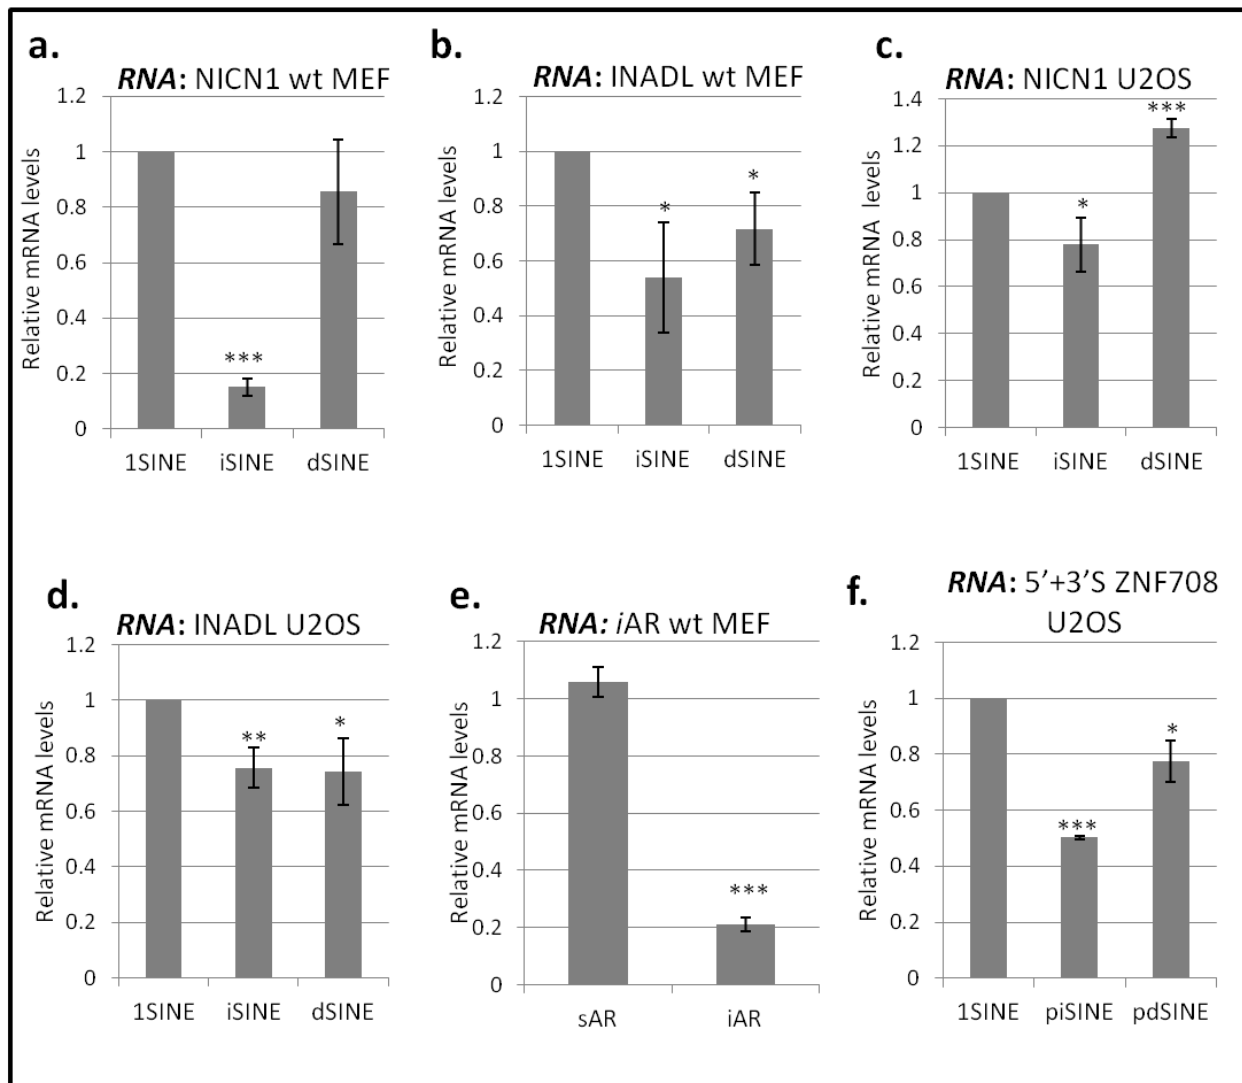 a.
RNA: NICN1 wt MEF
Relative mRNA levels
1.2
1
0.8
0.6
0.4
0.2
0
***
1SINE iSINE dSINE
b.
RNA: INADL wt MEF
Relative mRNA levels
1.2
1
0.8
0.6
0.4
0.2
0
*
*
1SINE iSINE dSINE
c.
RNA: NICN1 U2OS
Relative mRNA levels
1.4
1.2
1
0.8
0.6
0.4
0.2
0
*
***
1SINE iSINE dSINE
d.
RNA: INADL U2OS
Relative mRNA levels
1.2
1
0.8
0.6
0.4
0.2
0
**
*
1SINE iSINE dSINE
e.
RNA: iAR wt MEF
Relative mRNA levels
1.2
1
0.8
0.6
0.4
0.2
0
***
sAR iAR
f.
RNA: 5’+3’S ZNF708
U2OS
Relative mRNA levels
1.2
1
0.8
0.6
0.4
0.2
0
***
*
1SINE piSINE pdSINE